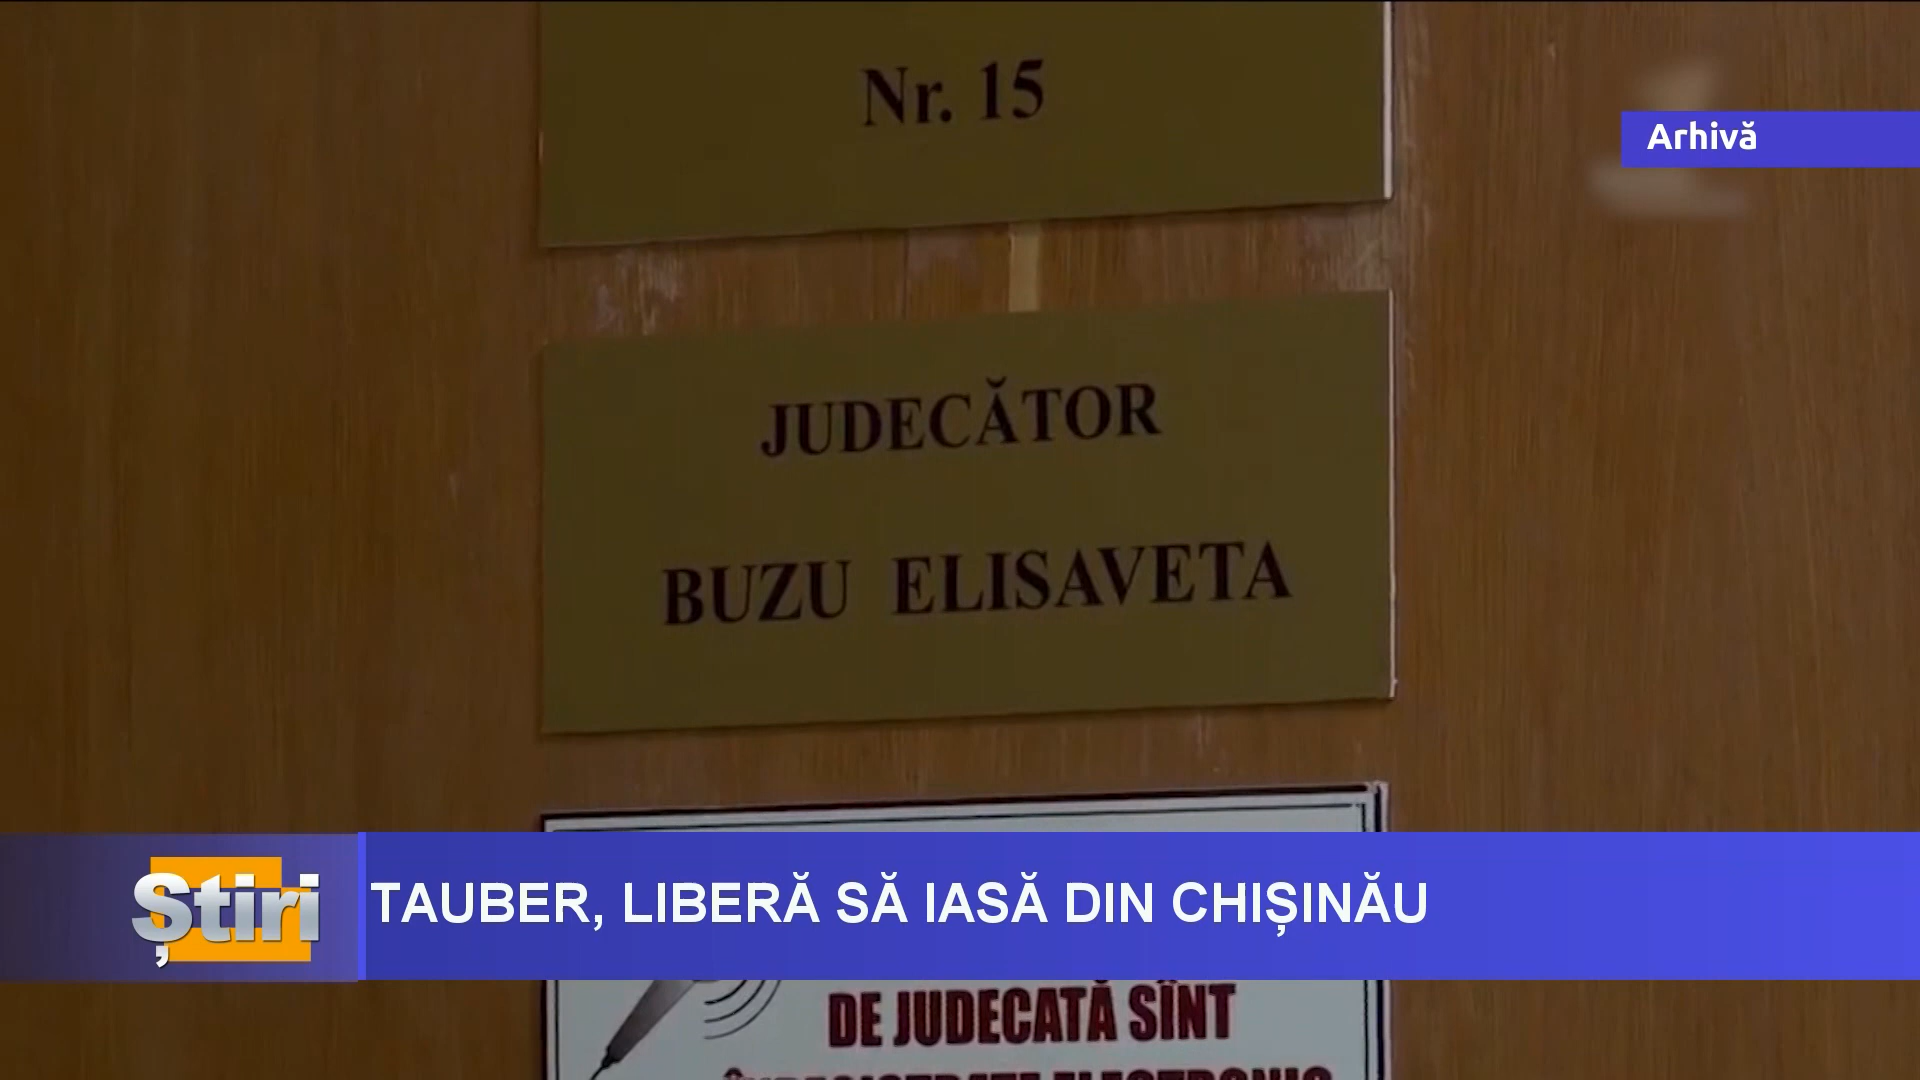 Nr. 15
Arhivă
JUDECĂTOR
BUZU ELISAVETA
Știri
TAUBER, LIBERĂ SĂ IASĂ DIN CHIȘINĂU
DE JUDECATĂ SÎNT